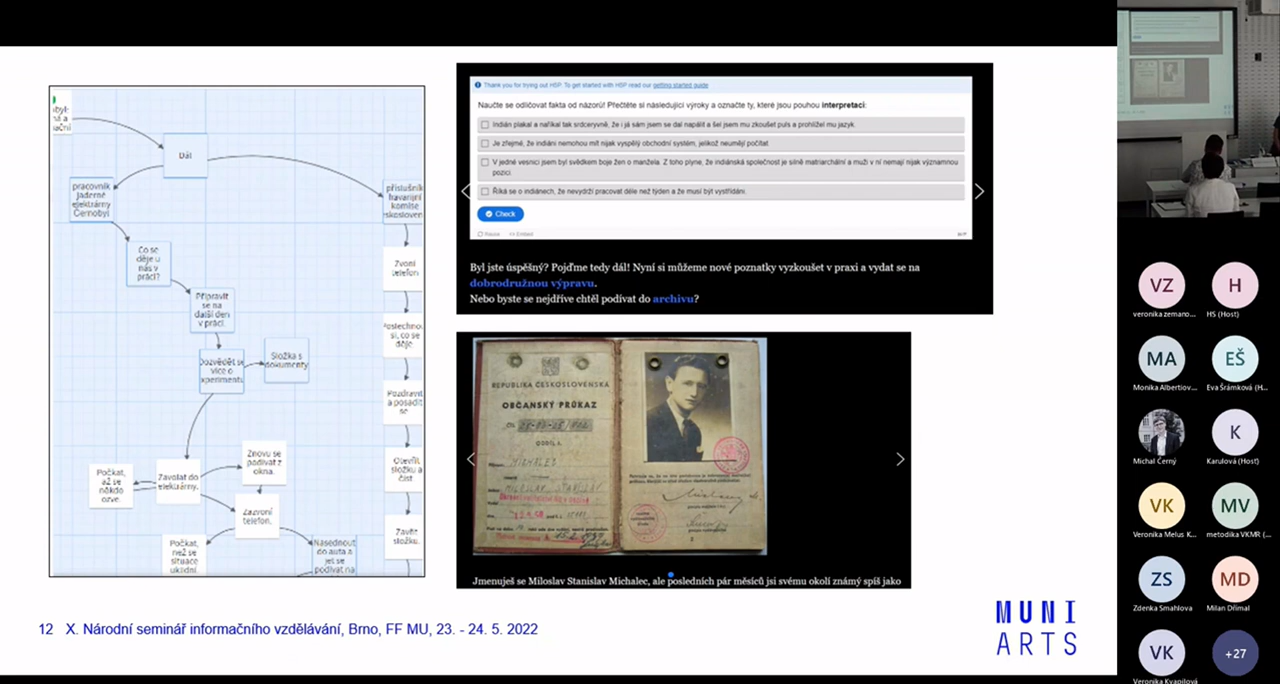 Dál
pracovník
jaderné
elektrárny
Černobyl
příslušník
havarijní
komise
Co se
děje u
nás v
práci?
Zvoní
telefon.
Připravit
se na
další den
v práci.
si, co se
děje
Dozvědět se
více o
experimentu
Složka s
dokumenty
Pozdravit
a posadit
se
Znovu se
podívat z
okna.
Počkat,
až se
někdo
ozve.
Zavolat do
elektrárny.
Otevřít
složku a
číst
Zazvoní
telefon.
Zavřít
složku.
Počkat,
než se
situace
uklidní.
Nasednout
do auta a
jet se
podívat na
Thank you for trying out H5P. To get started with H5P read our getting started guide
Naučte se odlišovat fakta od názorů! Přečtěte si následující výroky a označte ty, které jsou pouhou interpretací:
Indián plakal a naříkal tak srdceryvně, že i já sám jsem se dal napálit a šel jsem mu zkoušet puls a prohlížel mu jazyk.
Je zřejmé, že indiáni nemohou mít nijak vyspělý obchodní systém, jelikož neumějí počítat.
V jedné vesnici jsem byl svědkem boje žen o manžela. Z toho plyne, že indiánská společnost je silně matriarchální a muži v ní nemají nijak významnou
pozici.
Říká se o indiánech, že nevydrží pracovat déle než týden a že musí být vystřídáni.
Check
Reuse <> Embed
H5P
Byl jste úspěšný? Pojďme tedy dál! Nyní si můžeme nové poznatky vyzkoušet v praxi a vydat se na
dobrodružnou výpravu.
Nebo byste se nejdříve chtěl podívat do archivu?
REPUBLIKA ČESKOSLOVENSKÁ
OBČANSKÝ PRŮKAZ
MICHALEC
Jmenuješ se Miloslav Stanislav Michalec, ale posledních pár měsíců jsi svému okolí známý spíš jako
12 X. Národní seminář informačního vzdělávání, Brno, FF MU, 23. - 24. 5. 2022
MUNI
ARTS
VZ
veronika zemano...
H
HS (Host)
MA
Monika Albertiov...
EŠ
Eva Šrámková (H...
Michal Černý
K
Karulová (Host)
VK
Veronika Melus K...
MV
metodika VKMR (...
ZS
Zdenka Smahlova
MD
Milan Dřímal
VK
Veronika Kvapilová
+27